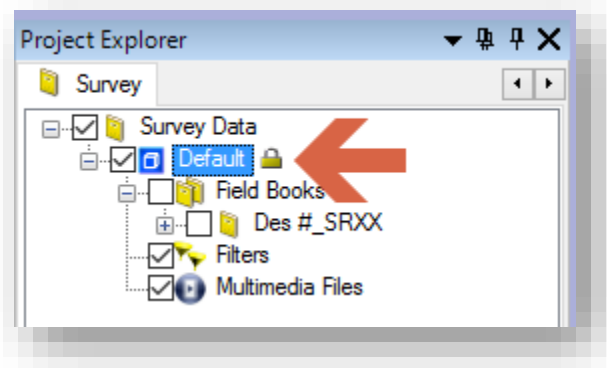 Project Explorer
Survey
Survey Data
Default
Field Books
Des #_SRXX
Filters
Multimedia Files